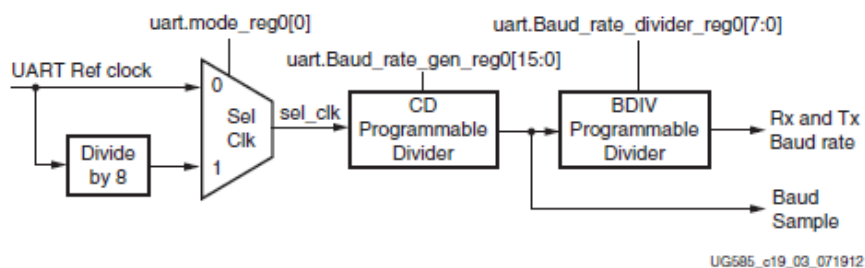 uart.mode_reg0[0]
uart.Baud_rate_divider_reg0[7:0]
uart.Baud_rate_gen_reg0[15:0]
UART Ref clock
0
Sel
Clk
1
sel_clk
Divide
by 8
CD
Programmable
Divider
BDIV
Programmable
Divider
Rx and Tx
Baud rate
Baud
Sample
UG585_c19_03_071912